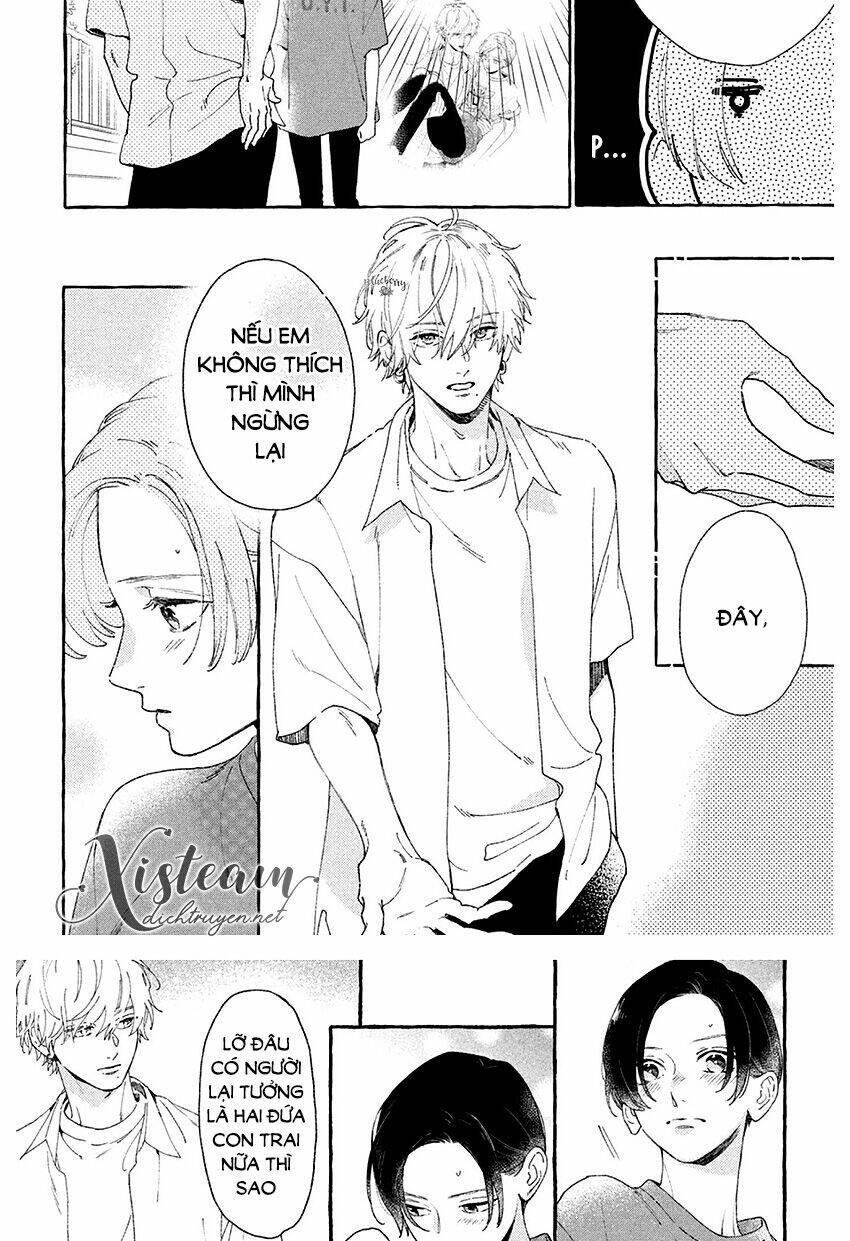 O.Y.T.
P...
ĐÂY,
NẾU EM
KHÔNG THÍCH
THÌ MÌNH
NGỪNG
LẠI
Xisteain
dichtruyen.net
LỠ ĐÂU
CÓ NGƯỜI
LẠI TƯỞNG
LÀ HAI ĐỨA
CON TRAI
NỮA THÌ
SAO